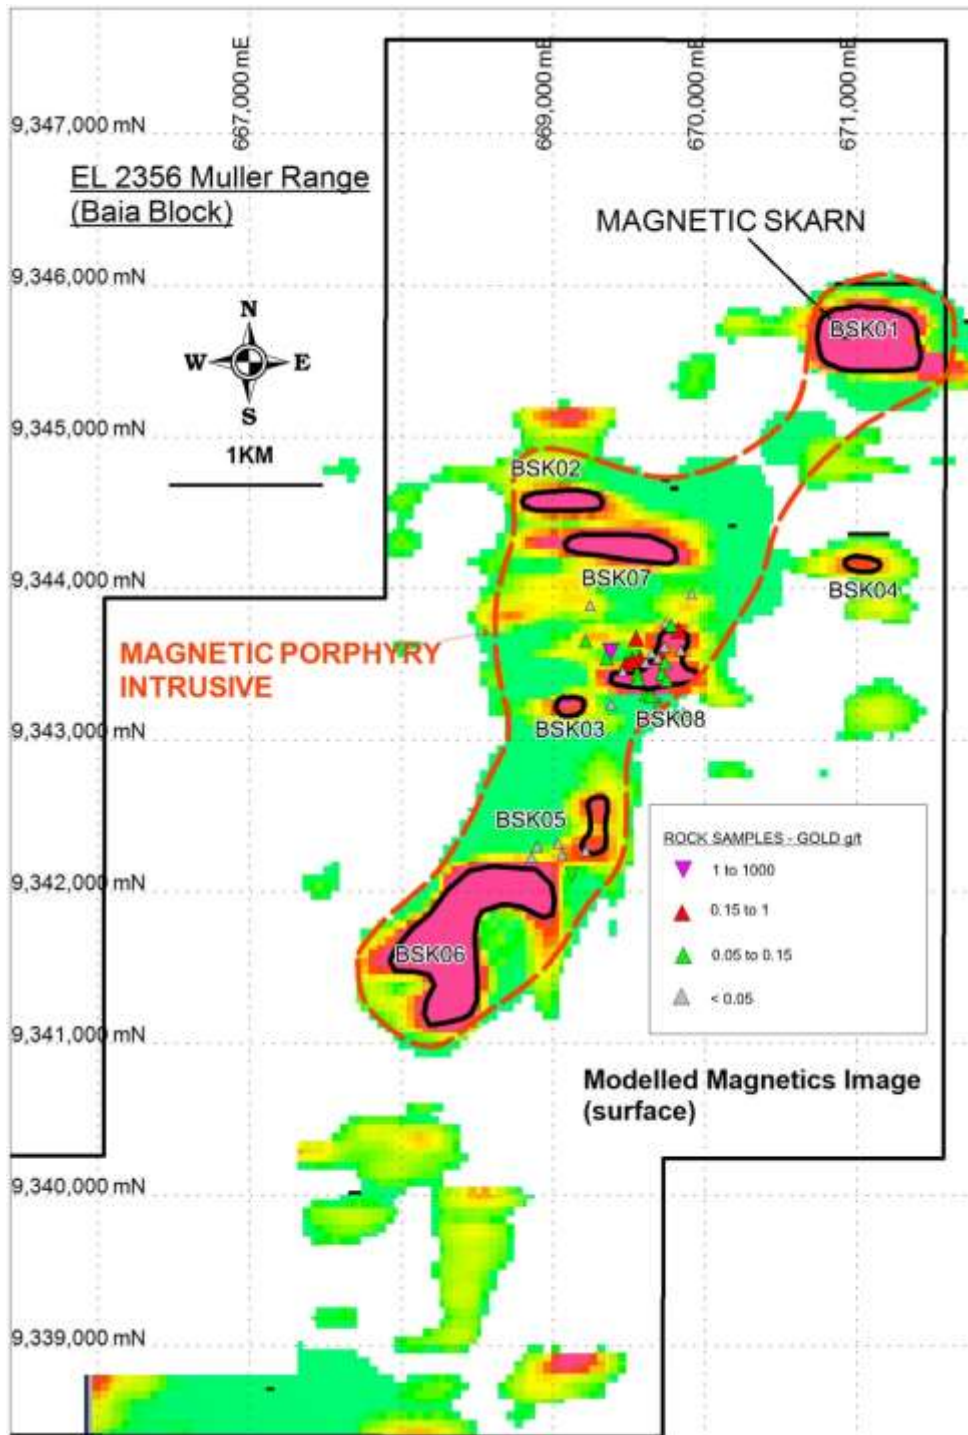 667,000 mE
669,000 mE
670,000 mE
671,000 mE
9,347,000 mN
EL 2356 Muller Range
(Baia Block)
MAGNETIC SKARN
9,346,000 mN
BSK01
N
W E
S
9,345,000 mN
1KM
BSK02
9,344,000 mN
BSK07
BSK04
MAGNETIC PORPHYRY
INTRUSIVE
BSK03
BSK08
9,343,000 mN
BSK05
ROCK SAMPLES - GOLD g/t
1 to 1000
0.15 to 1
0.05 to 0.15
< 0.05
9,342,000 mN
BSK06
9,341,000 mN
Modelled Magnetics Image
(surface)
9,340,000 mN
9,339,000 mN